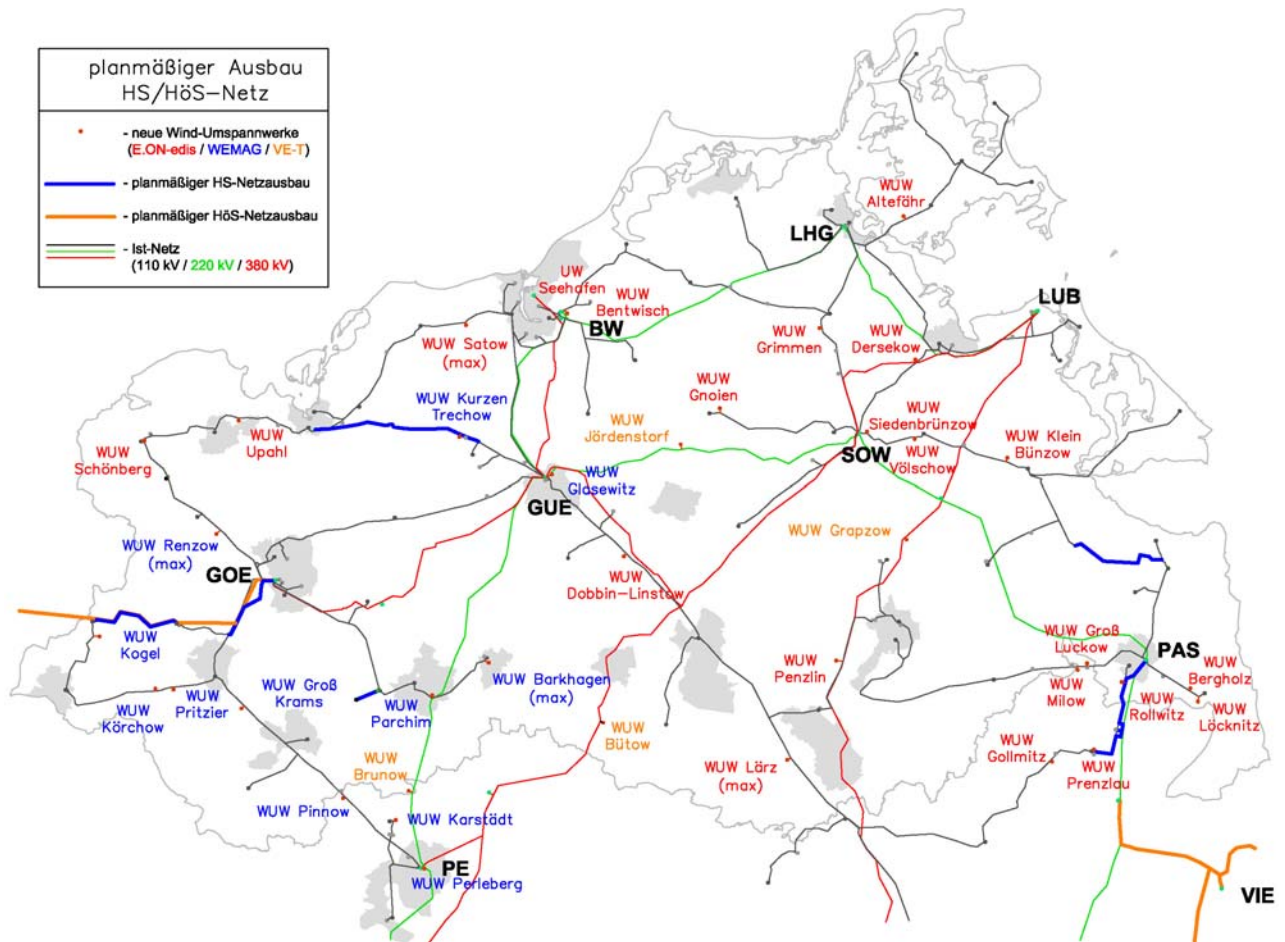 planmäßiger Ausbau
HS/HöS-Netz
- neue Wind-Umspannwerke
(E.ON-edis / WEMAG / VE-T)
- planmäßiger HS-Netzausbau
- planmäßiger HöS-Netzausbau
- Ist-Netz
(110 kV / 220 kV / 380 kV)
WUW
Altefähr
LHG
UW
Seehafen
WUW
Bentwisch
BW
LUB
WUW Satow
(max)
WUW
Grimmen
WUW
Dersekow
WUW Kurzen
Trechow
WUW
Gnoien
WUW
Jördenstorf
WUW
Siedenbrünzow
WUW
Schönberg
WUW
Upahl
SOW
WUW
Völschow
WUW Klein
Bünzow
WUW
Glasewitz
GUE
WUW Renzow
(max)
WUW Grapzow
GOE
WUW
Dobbin-Linstow
WUW
Kogel
WUW Groß
Luckow
PAS
WUW
Körchow
WUW
Pritzier
WUW Groß
Krams
WUW
Parchim
WUW Barkhagen
(max)
WUW
Penzlin
WUW
Milow
WUW
Rollwitz
WUW
Bergholz
WUW
Löcknitz
WUW
Bütow
WUW
Brunow
WUW Lärz
(max)
WUW
Gollmitz
WUW
Prenzlau
WUW Pinnow
WUW Karstädt
PE
WUW Perleberg
VIE